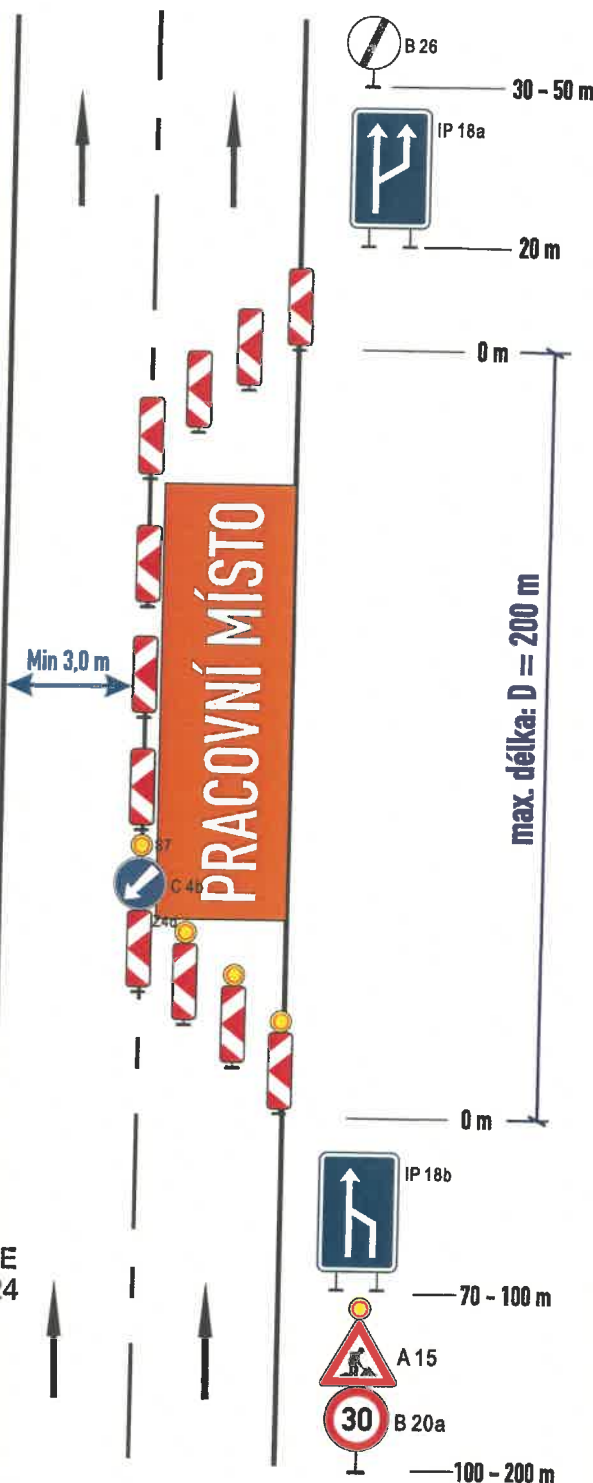 B 26
30 – 50 m
IP 18a
20 m
0 m
PRACOVNÍ MÍSTO
max. délka: D = 200 m
Min 3,0 m
S7
C 4b
Z4d
0 m
IP 18b
E
24
70 – 100 m
A 15
30
B 20a
100 – 200 m